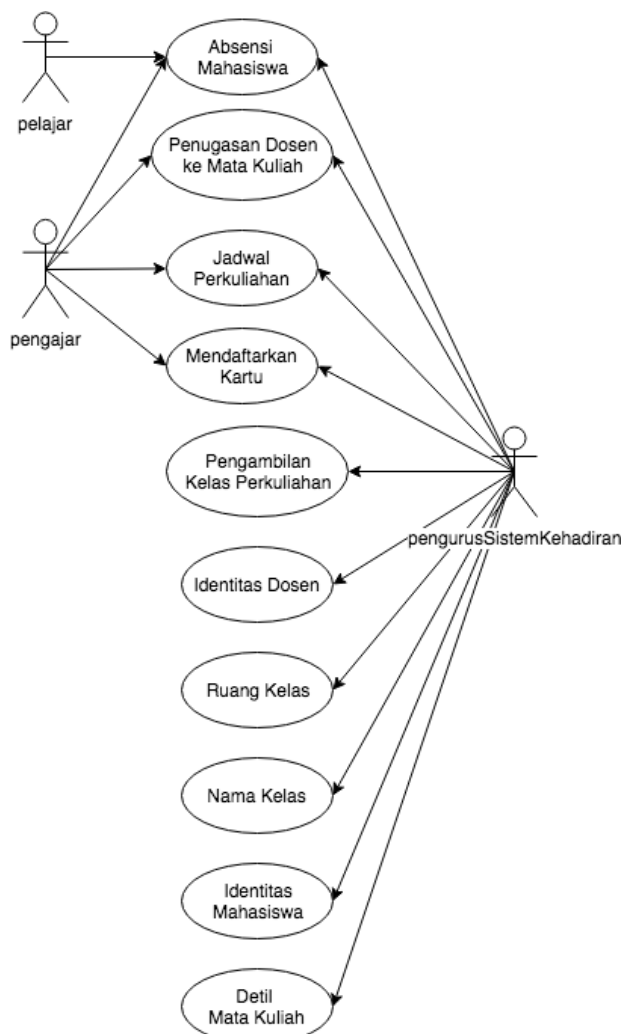 Absensi
Mahasiswa
pelajar
Penugasan Dosen
ke Mata Kuliah
Jadwal
Perkuliahan
pengajar
Mendaftarkan
Kartu
Pengambilan
Kelas Perkuliahan
pengurusSistemKehadiran
Identitas Dosen
Ruang Kelas
Nama Kelas
Identitas
Mahasiswa
Detil
Mata Kuliah